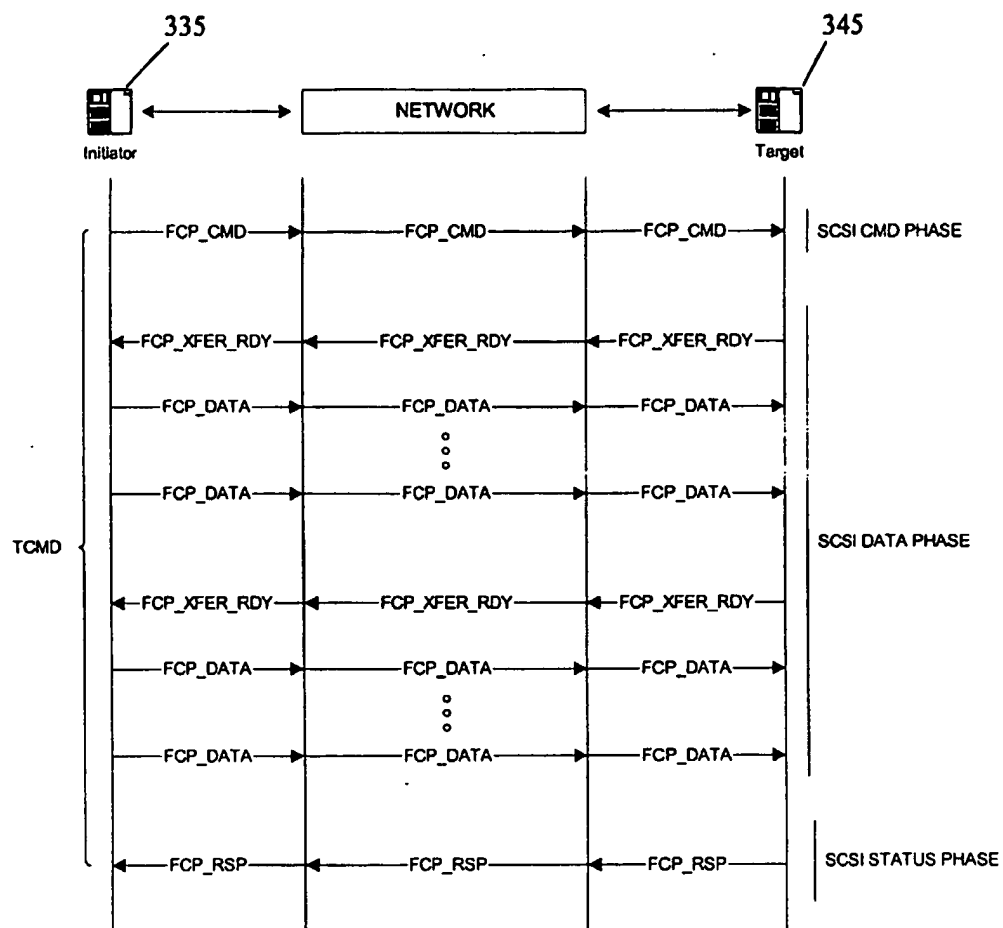 335
345
NETWORK
Initiator
Target
FCP_CMD FCP_CMD FCP_CMD SCSI CMD PHASE
FCP_XFER_RDY FCP_XFER_RDY FCP_XFER_RDY
FCP_DATA FCP_DATA FCP_DATA
FCP_DATA FCP_DATA FCP_DATA
TCMD SCSI DATA PHASE
FCP_XFER_RDY FCP_XFER_RDY FCP_XFER_RDY
FCP_DATA FCP_DATA FCP_DATA
FCP_DATA FCP_DATA FCP_DATA
FCP_RSP FCP_RSP FCP_RSP SCSI STATUS PHASE